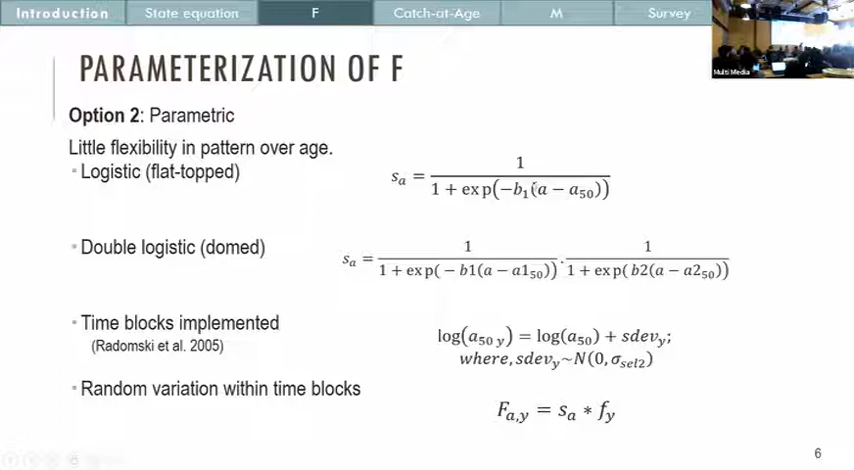 Introduction State equation F Catch-at-Age M Survey
Multi Media
PARAMETERIZATION OF F
Option 2: Parametric
Little flexibility in pattern over age.
▪ Logistic (flat-topped)
s_a = 1 / (1 + exp(−b_1(a − a_50)))
▪ Double logistic (domed)
s_a = 1 / (1 + exp( − b1(a − a1_50))) . 1 / (1 + exp( b2(a − a2_50)))
▪ Time blocks implemented
(Radomski et al. 2005)
log(a_50 y) = log(a_50) + sdev_y;
where, sdev_y~N(0, σ_sel2)
▪ Random variation within time blocks
F_a,y = s_a ∗ f_y
6